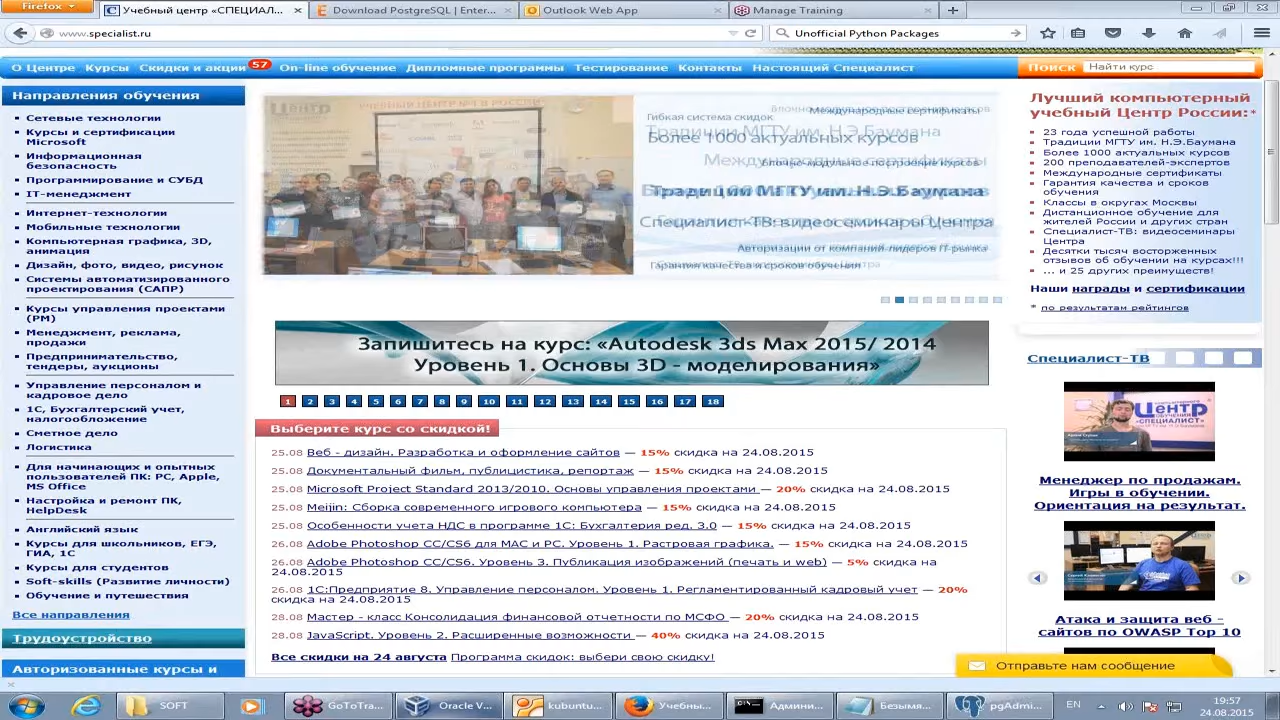 Firefox
Учебный центр «СПЕЦИАЛ...
Download PostgreSQL | Enter...
Outlook Web App
Manage Training
www.specialist.ru
Unofficial Python Packages
О Центре Курсы Скидки и акции 57 On-line обучение Дипломные программы Тестирование Контакты Настоящий Специалист
Поиск Найти курс
Направления обучения
Сетевые технологии
Курсы и сертификации
Microsoft
Информационная
безопасность
Программирование и СУБД
IT-менеджмент
Интернет-технологии
Мобильные технологии
Компьютерная графика, 3D,
анимация
Дизайн, фото, видео, рисунок
Системы автоматизированного
проектирования (САПР)
Курсы управления проектами
(PM)
Менеджмент, реклама,
продажи
Предпринимательство,
тендеры, аукционы
Управление персоналом и
кадровое дело
1С, Бухгалтерский учет,
налогообложение
Сметное дело
Логистика
Для начинающих и опытных
пользователей ПК: PC, Apple,
MS Office
Настройка и ремонт ПК,
HelpDesk
Английский язык
Курсы для школьников, ЕГЭ,
ГИА, 1С
Курсы для студентов
Soft-skills (Развитие личности)
Обучение и путешествия
Все направления
Трудоустройство
Авторизованные курсы и
Гибкая система скидок
Международные сертификаты
Более 1000 актуальных курсов
Блочно-модульное построение курсов
Традиции МГТУ им. Н.Э.Баумана
Специалист-ТВ: видеосеминары Центра
Авторизации от компаний-лидеров IT-рынка
Гарантия качества и сроков обучения
Запишитесь на курс: «Autodesk 3ds Max 2015/ 2014
Уровень 1. Основы 3D - моделирования»
1 2 3 4 5 6 7 8 9 10 11 12 13 14 15 16 17 18
Выберите курс со скидкой!
25.08 Веб - дизайн. Разработка и оформление сайтов — 15% скидка на 24.08.2015
25.08 Документальный фильм, публицистика, репортаж — 15% скидка на 24.08.2015
25.08 Microsoft Project Standard 2013/2010. Основы управления проектами — 20% скидка на 24.08.2015
25.08 Meijin: Сборка современного игрового компьютера — 15% скидка на 24.08.2015
25.08 Особенности учета НДС в программе 1С: Бухгалтерия ред. 3.0 — 15% скидка на 24.08.2015
26.08 Adobe Photoshop CC/CS6 для MAC и PC. Уровень 1. Растровая графика. — 15% скидка на 24.08.2015
26.08 Adobe Photoshop CC/CS6. Уровень 3. Публикация изображений (печать и web) — 5% скидка на
24.08.2015
26.08 1С:Предприятие 8. Управление персоналом. Уровень 1. Регламентированный кадровый учет — 20%
скидка на 24.08.2015
28.08 Мастер - класс Консолидация финансовой отчетности по МСФО — 20% скидка на 24.08.2015
28.08 JavaScript. Уровень 2. Расширенные возможности — 40% скидка на 24.08.2015
Все скидки на 24 августа Программа скидок: выбери свою скидку!
Лучший компьютерный
учебный Центр России:*
23 года успешной работы
Традиции МГТУ им. Н.Э.Баумана
Более 1000 актуальных курсов
200 преподавателей-экспертов
Международные сертификаты
Гарантия качества и сроков
обучения
Классы в округах Москвы
Дистанционное обучение для
жителей России и других стран
Специалист-ТВ: видеосеминары
Центра
Десятки тысяч восторженных
отзывов об обучении на курсах!!!
... и 25 других преимуществ!
Наши награды и сертификации
* по результатам рейтингов
Специалист-ТВ
Менеджер по продажам.
Игры в обучении.
Ориентация на результат.
Атака и защита веб -
сайтов по OWASP Top 10
Отправьте нам сообщение
SOFT
GoToTra...
Oracle V...
kubuntu...
Учебны...
Админи...
Безымя...
pgAdmi...
EN
19:57
24.08.2015